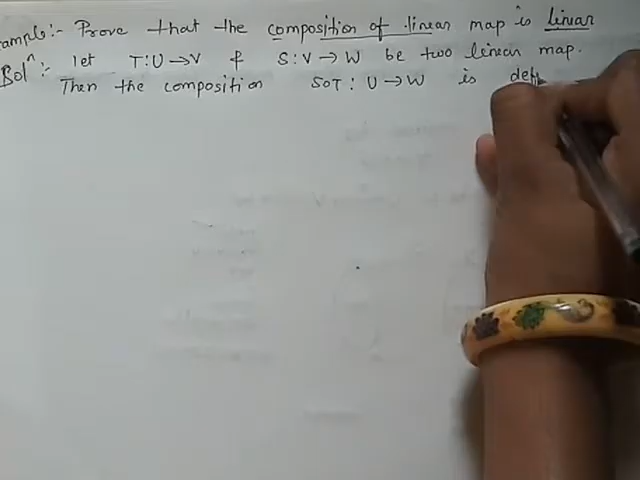 ample:- Prove that the composition of linear map is linear
Solⁿ:- let T:U→V & S:V→W be two linear map.
Then the composition SoT : U→W is def